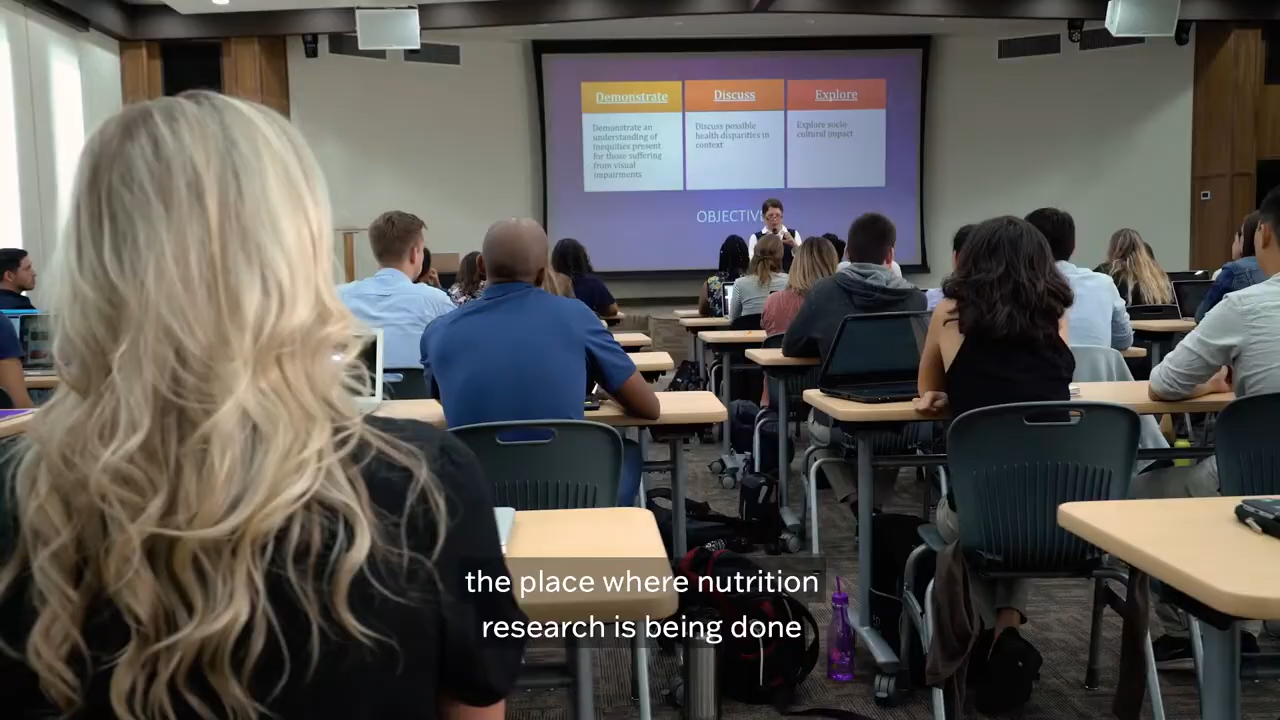 Demonstrate
Discuss
Explore
Demonstrate an
understanding of
inequities present
for those suffering
from visual
impairments
Discuss possible
health disparities in
context
Explore socio-
cultural impact
OBJECTIV
the place where nutrition
research is being done